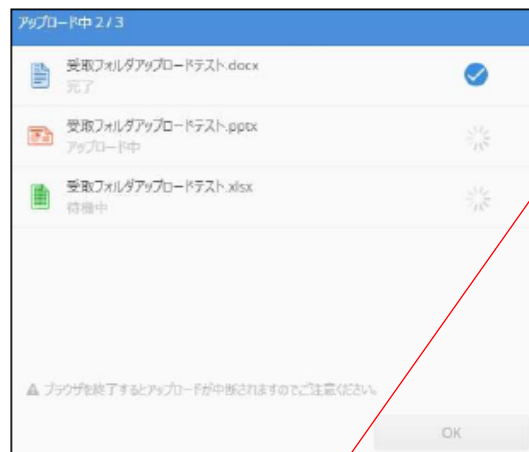 アップロード中 2 / 3
受取フォルダアップロードテスト.docx
完了
受取フォルダアップロードテスト.pptx
アップロード中
受取フォルダアップロードテスト.xlsx
待機中
ブラウザを終了するとアップロードが中断されますのでご注意ください。
OK